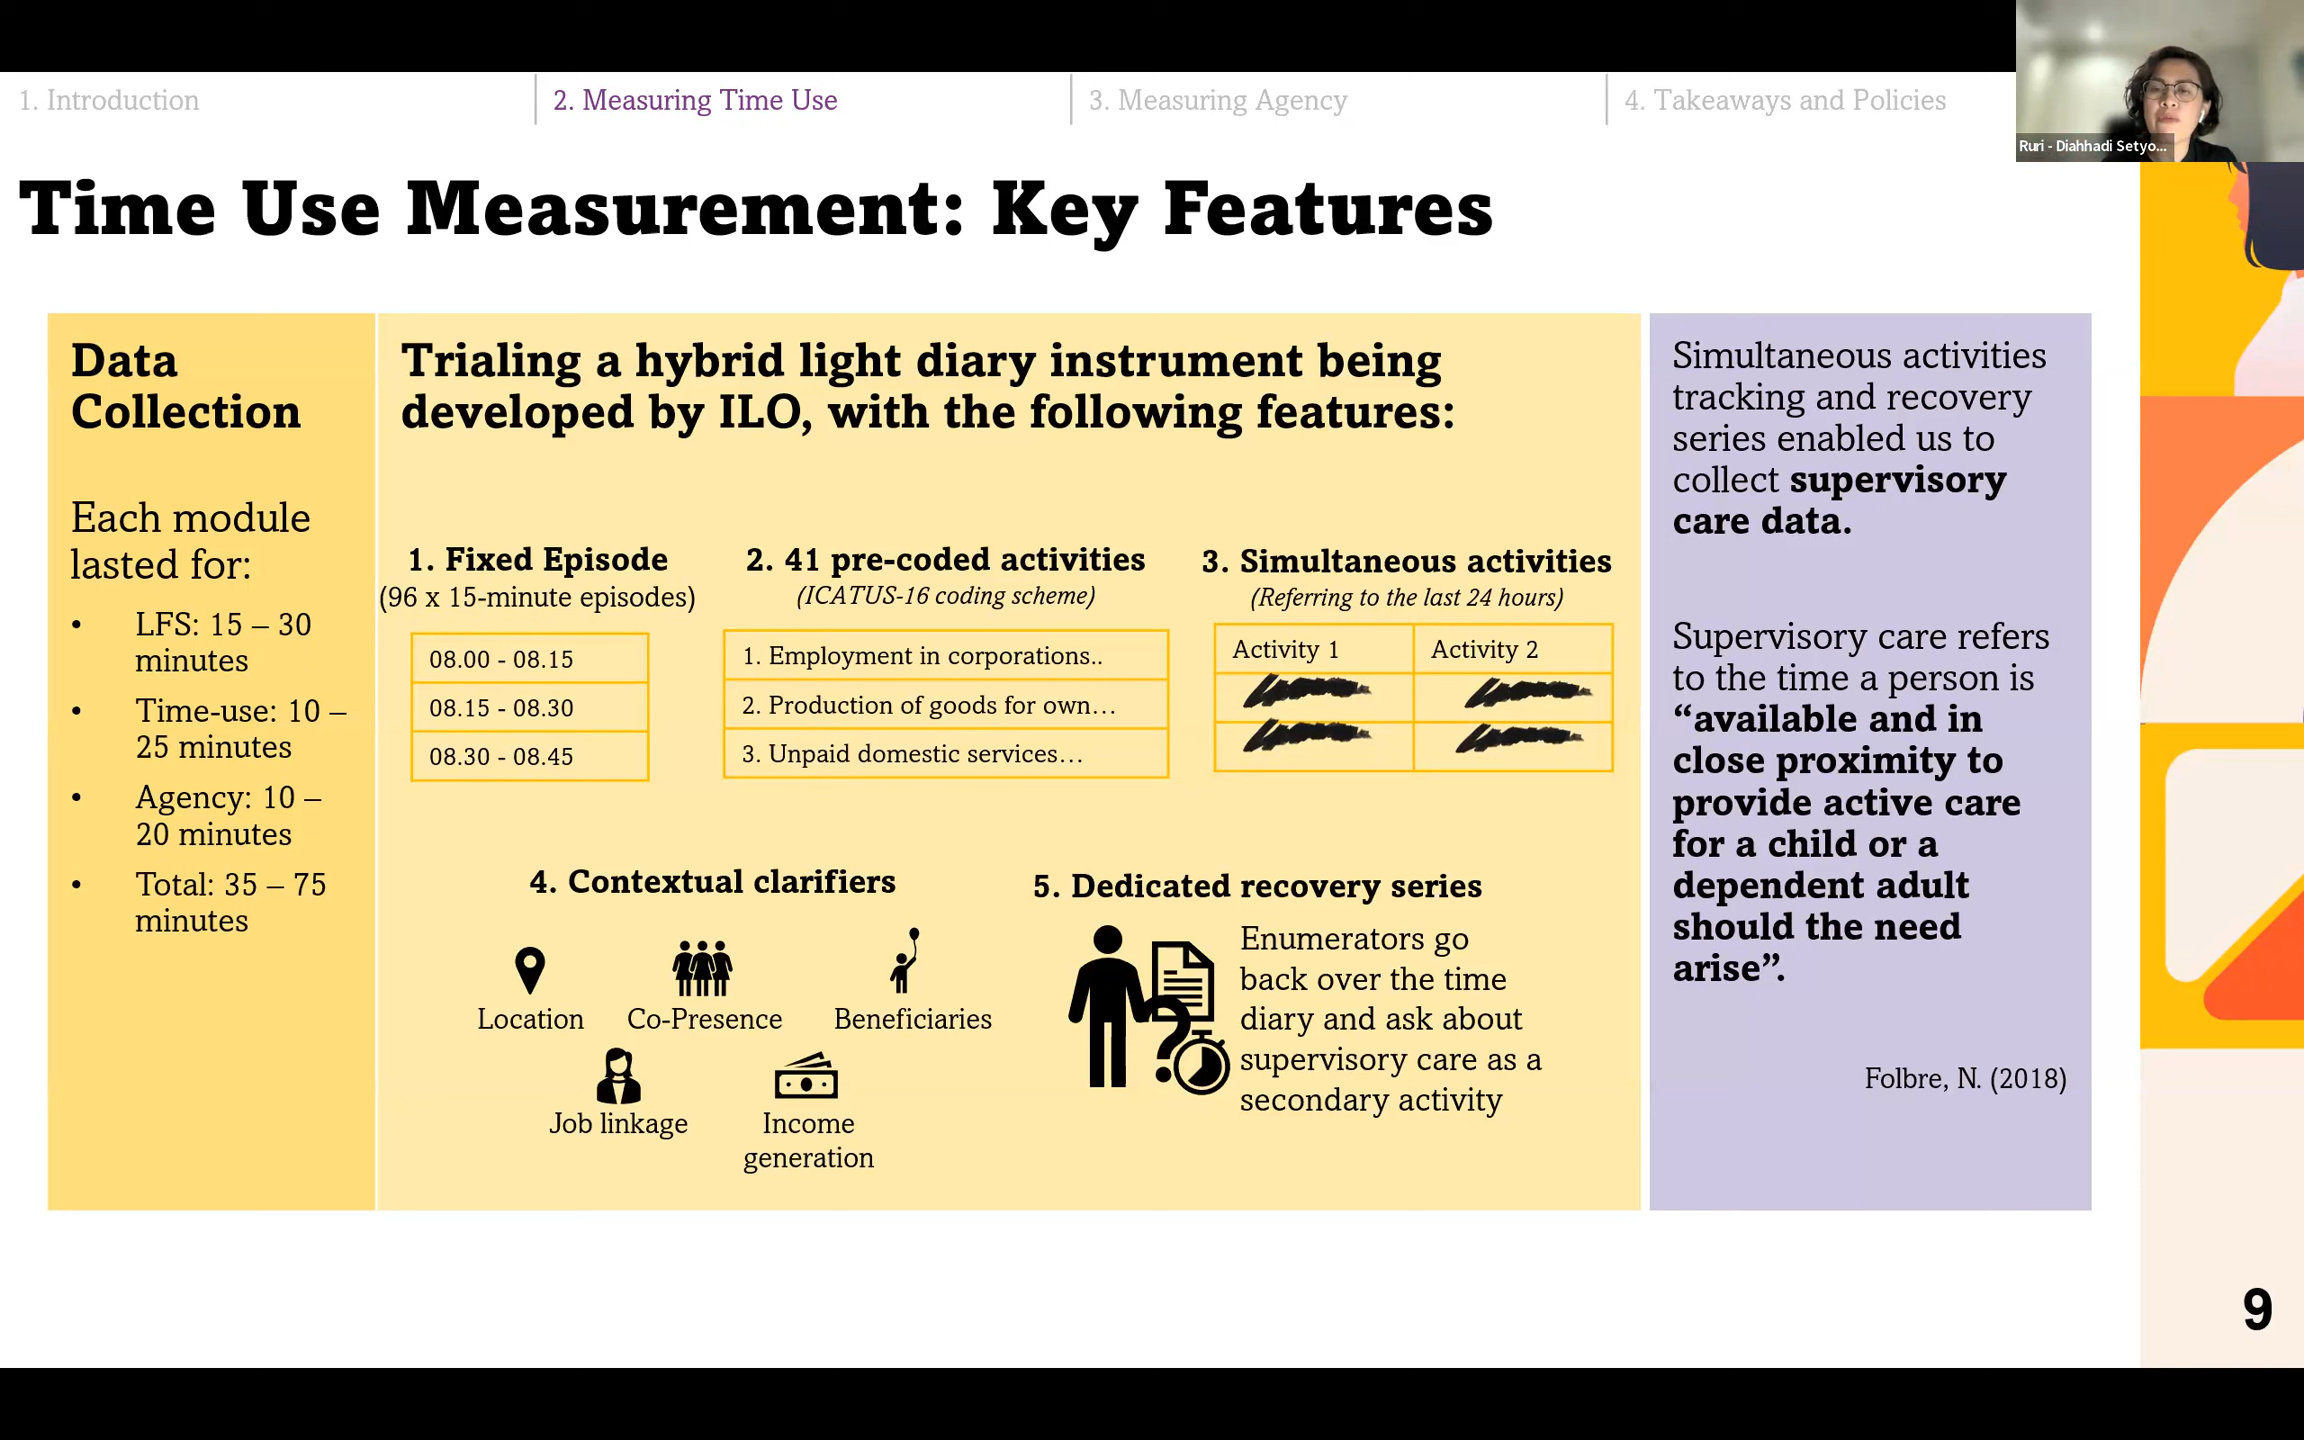 1. Introduction
2. Measuring Time Use
3. Measuring Agency
4. Takeaways and Policies
Ruri - Diahhadi Setyo...
Time Use Measurement: Key Features
Data
Collection
Each module
lasted for:
• LFS: 15 – 30
minutes
• Time-use: 10 –
25 minutes
• Agency: 10 –
20 minutes
• Total: 35 – 75
minutes
Trialing a hybrid light diary instrument being
developed by ILO, with the following features:
1. Fixed Episode
(96 x 15-minute episodes)
08.00 - 08.15
08.15 - 08.30
08.30 - 08.45
2. 41 pre-coded activities
(ICATUS-16 coding scheme)
1. Employment in corporations..
2. Production of goods for own...
3. Unpaid domestic services...
3. Simultaneous activities
(Referring to the last 24 hours)
Activity 1
Activity 2
4. Contextual clarifiers
Location
Co-Presence
Beneficiaries
Job linkage
Income
generation
5. Dedicated recovery series
Enumerators go
back over the time
diary and ask about
supervisory care as a
secondary activity
Simultaneous activities
tracking and recovery
series enabled us to
collect supervisory
care data.
Supervisory care refers
to the time a person is
“available and in
close proximity to
provide active care
for a child or a
dependent adult
should the need
arise”.
Folbre, N. (2018)
9